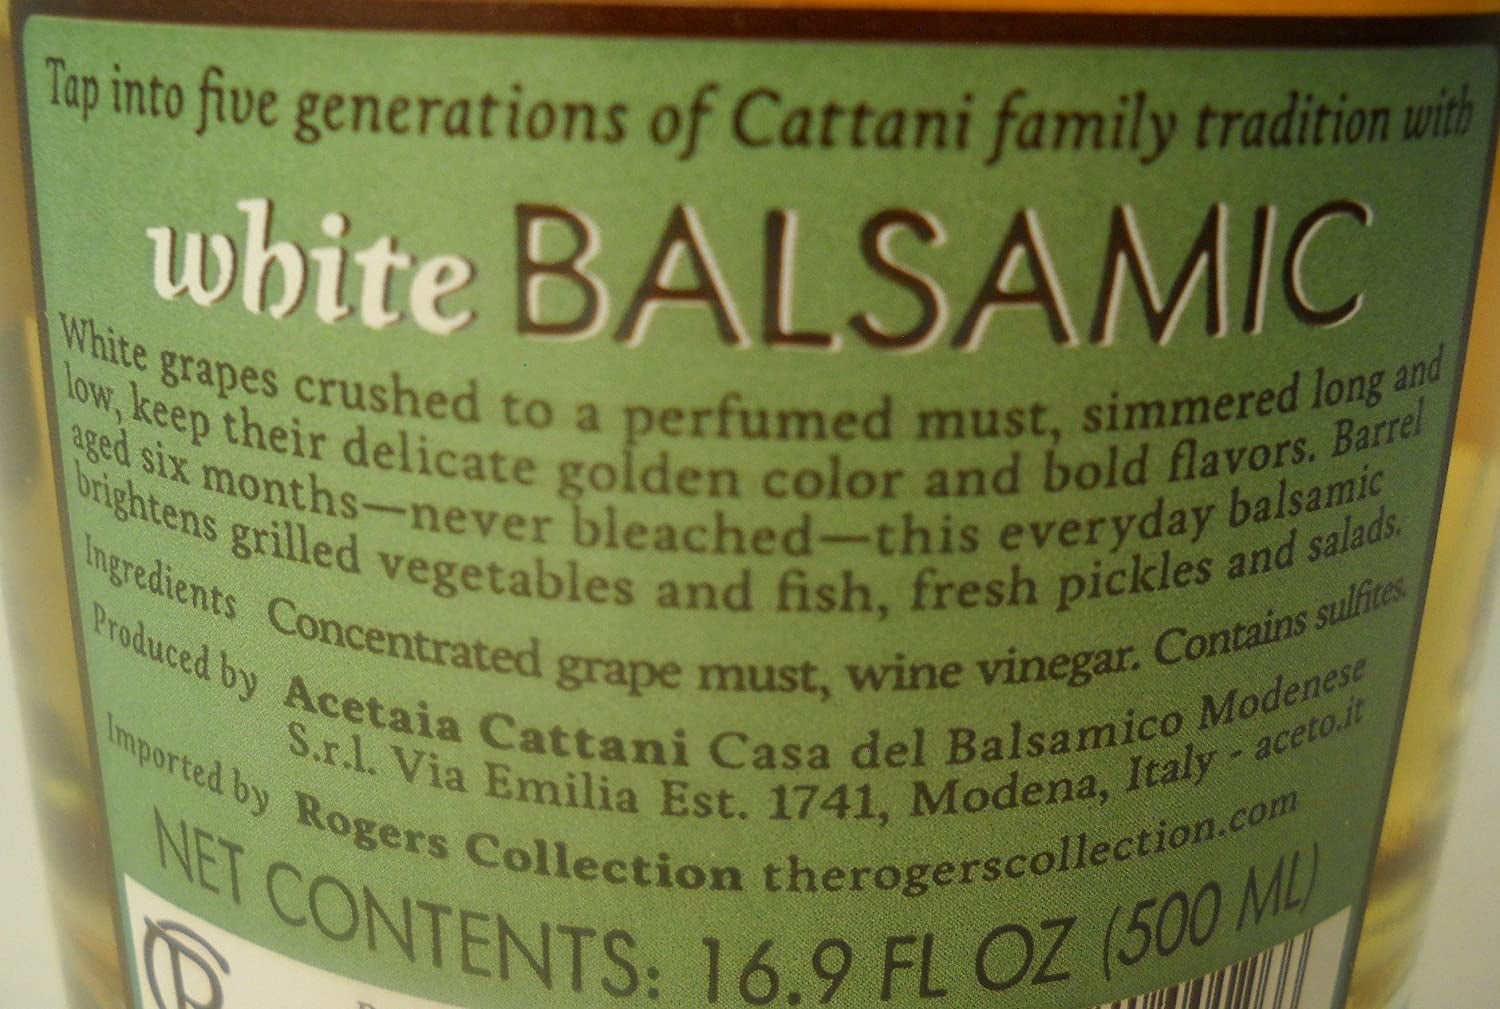 Tap into five generations of Cattani family tradition with
white BALSAMIC
White grapes crushed to a perfumed must, simmered long and
low, keep their delicate golden color and bold flavors. Barrel
aged six months—never bleached—this everyday balsamic
brightens grilled vegetables and fish, fresh pickles and salads.
Ingredients Concentrated grape must, wine vinegar. Contains sulfites.
Produced by Acetaia Cattani Casa del Balsamico Modenese
S.r.l. Via Emilia Est. 1741, Modena, Italy - aceto.it
Imported by Rogers Collection therogerscollection.com
NET CONTENTS: 16.9 FL OZ (500 ML)